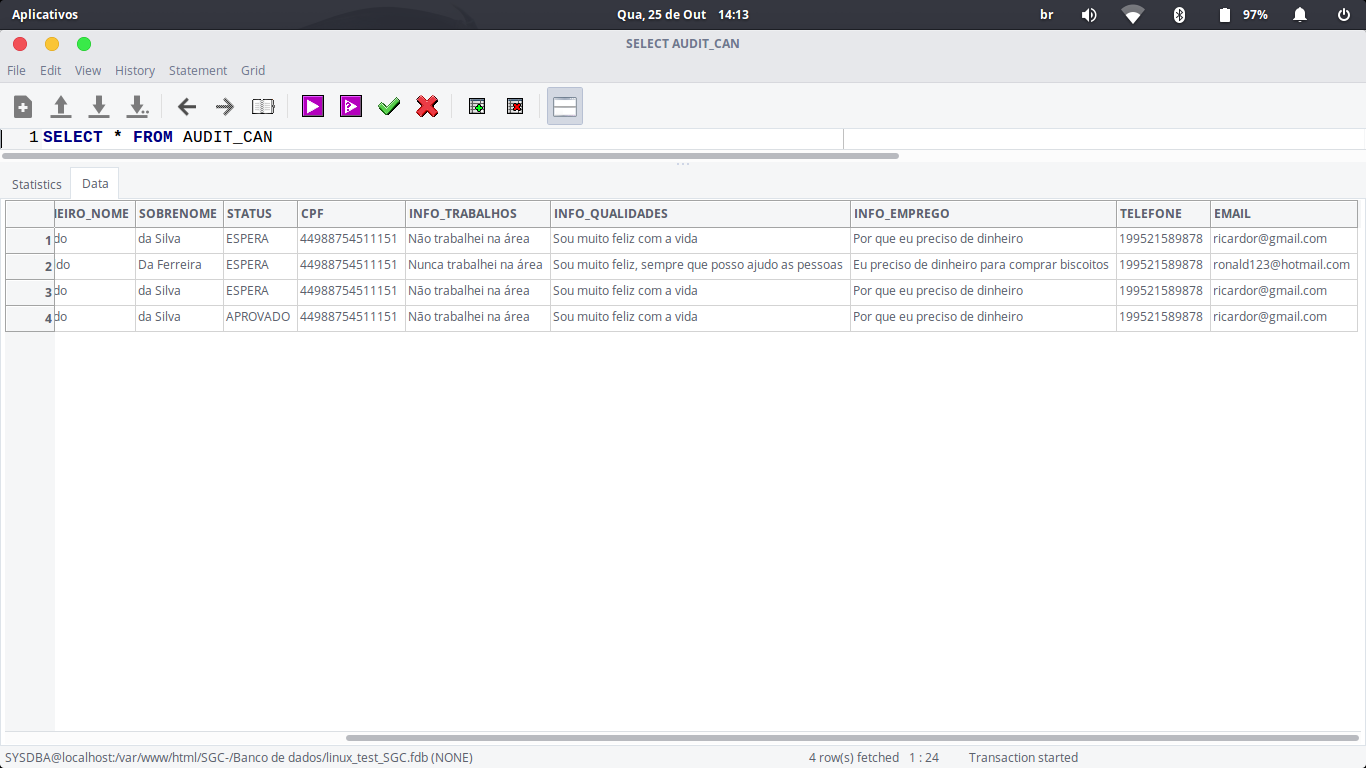 Aplicativos Qua, 25 de Out 14:13 br 97%
SELECT AUDIT_CAN
File Edit View History Statement Grid
1 SELECT * FROM AUDIT_CAN
Statistics Data
IEIRO_NOME SOBRENOME STATUS CPF INFO_TRABALHOS INFO_QUALIDADES INFO_EMPREGO TELEFONE EMAIL
1 do da Silva ESPERA 44988754511151 Não trabalhei na área Sou muito feliz com a vida Por que eu preciso de dinheiro 199521589878 ricardor@gmail.com
2 do Da Ferreira ESPERA 44988754511151 Nunca trabalhei na área Sou muito feliz, sempre que posso ajudo as pessoas Eu preciso de dinheiro para comprar biscoitos 199521589878 ronald123@hotmail.com
3 do da Silva ESPERA 44988754511151 Não trabalhei na área Sou muito feliz com a vida Por que eu preciso de dinheiro 199521589878 ricardor@gmail.com
4 do da Silva APROVADO 44988754511151 Não trabalhei na área Sou muito feliz com a vida Por que eu preciso de dinheiro 199521589878 ricardor@gmail.com
SYSDBA@localhost:/var/www/html/SGC-/Banco de dados/linux_test_SGC.fdb (NONE) 4 row(s) fetched 1 : 24 Transaction started